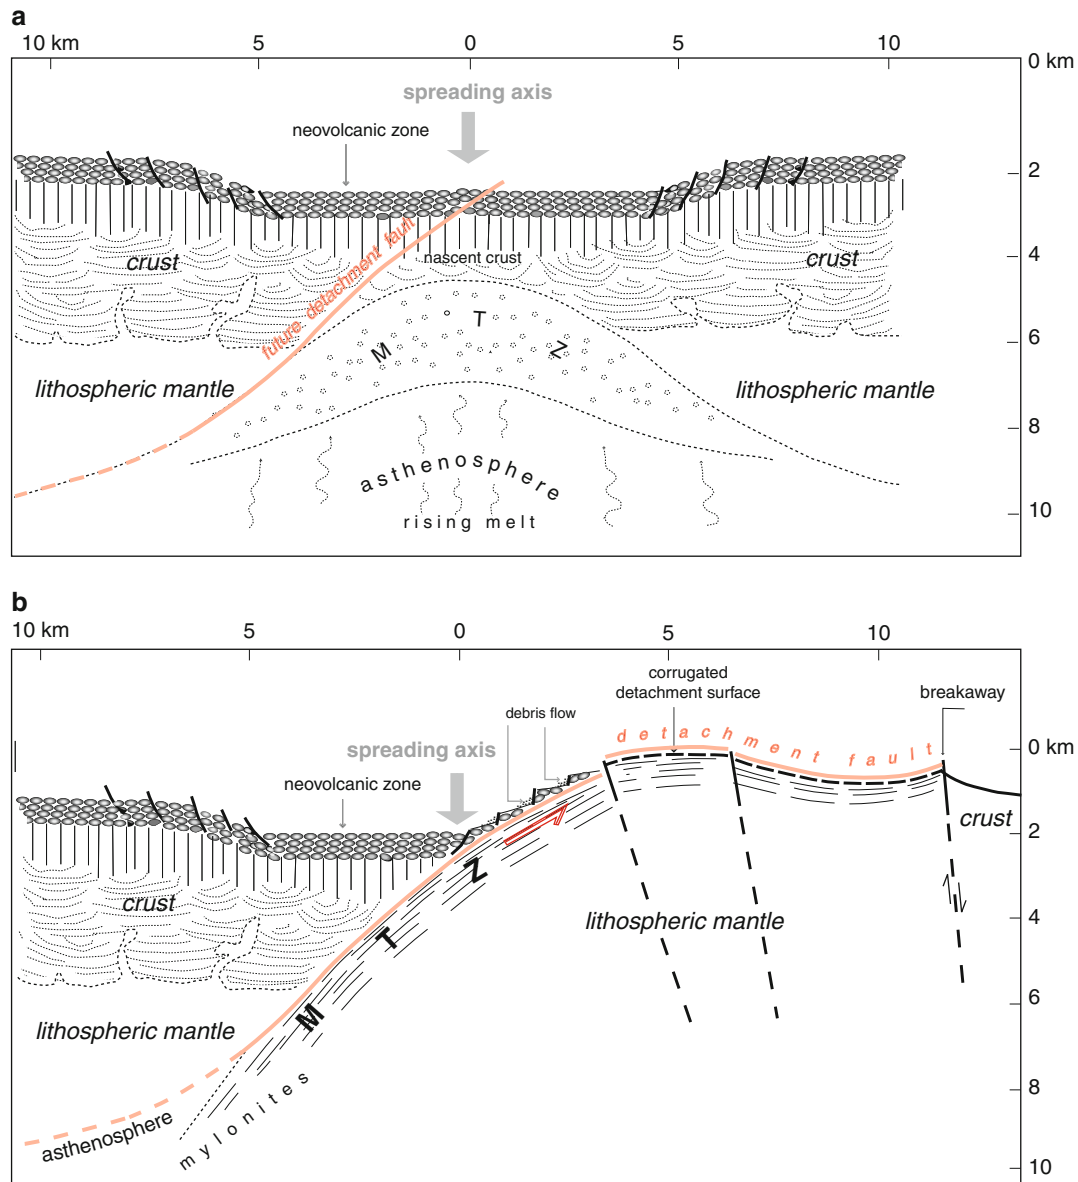 a
10 km 5 0 5 10
0 km
spreading axis
neovolcanic zone
2
future detachment fault
nascent crust
crust
crust
4
M T Z
6
lithospheric mantle
lithospheric mantle
8
asthenosphere
rising melt
10
b
10 km 5 0 5 10
corrugated
detachment surface
breakaway
debris flow
detachment fault
0 km
spreading axis
neovolcanic zone
crust
2
Z
crust
lithospheric mantle
4
T
M
6
lithospheric mantle
mylonites
8
asthenosphere
10